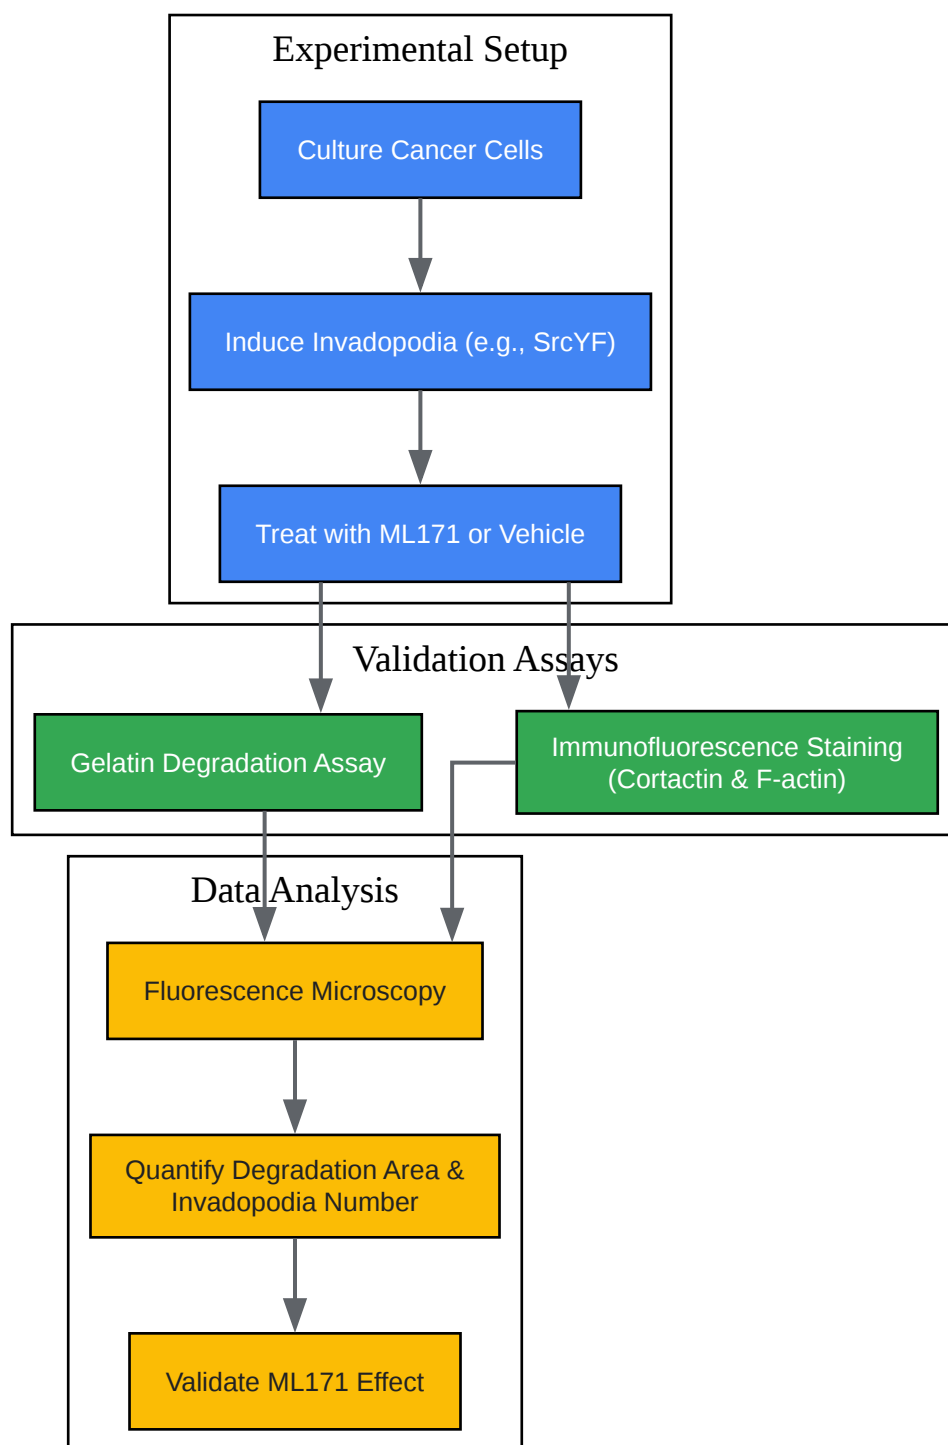 Experimental Setup
Culture Cancer Cells
Induce Invadopodia (e.g., SrcYF)
Treat with ML171 or Vehicle
Validation Assays
Gelatin Degradation Assay
Immunofluorescence Staining
(Cortactin & F-actin)
Data Analysis
Fluorescence Microscopy
Quantify Degradation Area &
Invadopodia Number
Validate ML171 Effect